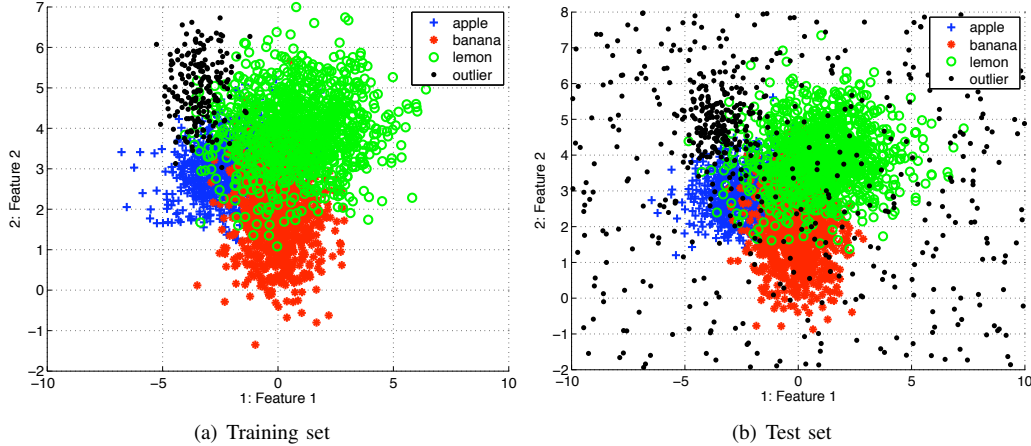 7
6
5
4
3
2
1
0
−1
−2
2: Feature 2
−10
−5
0
5
10
1: Feature 1
apple
banana
lemon
outlier
(a) Training set
8
7
6
5
4
3
2
1
0
−1
−2
2: Feature 2
−10
−5
0
5
10
1: Feature 1
apple
banana
lemon
outlier
(b) Test set